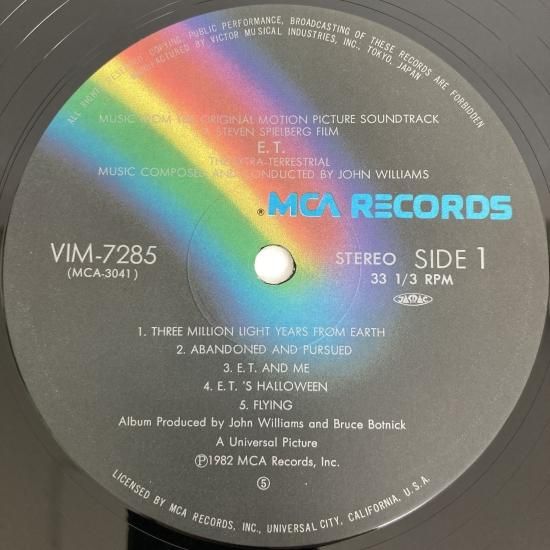 ALL RIGHTS RESERVED. COPYING, PUBLIC PERFORMANCE, BROADCASTING OF THESE RECORDS ARE FORBIDDEN
MANUFACTURED BY VICTOR MUSICAL INDUSTRIES, INC., TOKYO, JAPAN
MUSIC FROM THE ORIGINAL MOTION PICTURE SOUNDTRACK
A STEVEN SPIELBERG FILM
E.T.
THE EXTRA-TERRESTRIAL
MUSIC COMPOSED AND CONDUCTED BY JOHN WILLIAMS
® MCA RECORDS
VIM-7285
(MCA-3041)
STEREO SIDE 1
33 1/3 RPM
JASRAC
1. THREE MILLION LIGHT YEARS FROM EARTH
2. ABANDONED AND PURSUED
3. E.T. AND ME
4. E.T. 'S HALLOWEEN
5. FLYING
Album Produced by John Williams and Bruce Botnick
A Universal Picture
Ⓟ1982 MCA Records, Inc.
⑤
LICENSED BY MCA RECORDS, INC., UNIVERSAL CITY, CALIFORNIA, U.S.A.